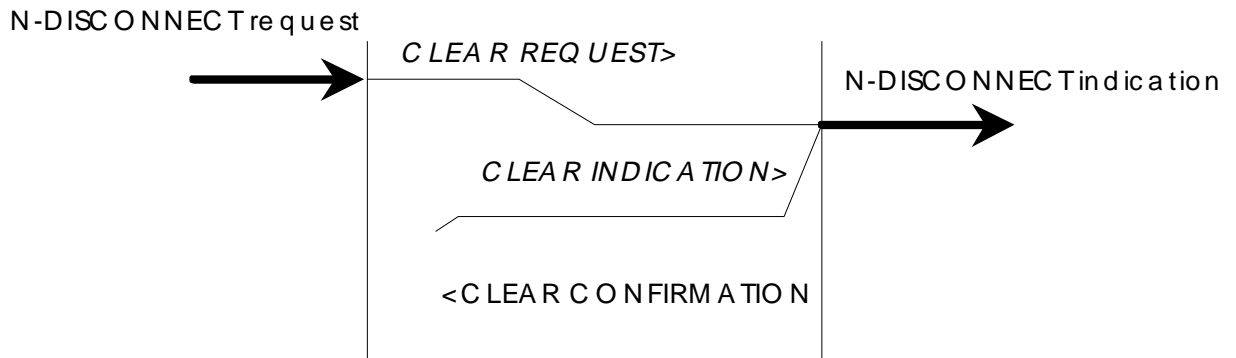 N-DISCONNECT request
CLEAR REQUEST>
N-DISCONNECT indication
CLEAR INDICATION>
<CLEAR CONFIRMATION